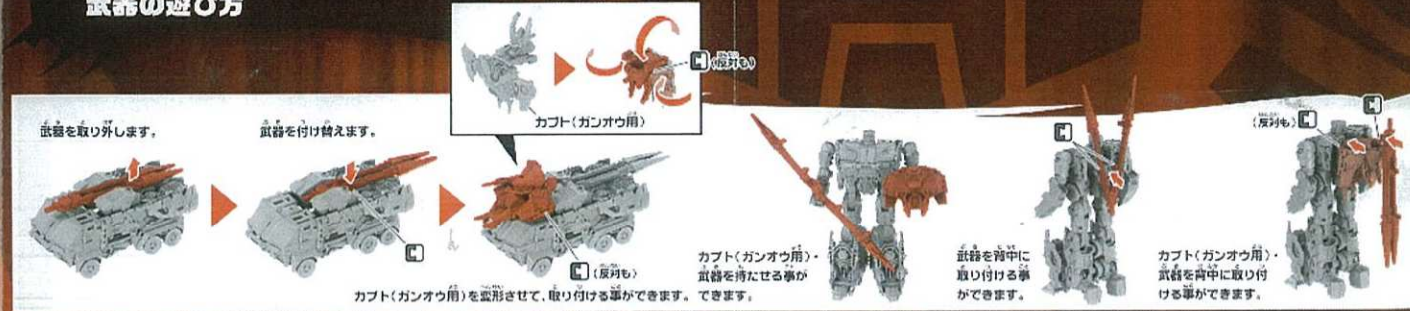 武器の遊び方
武器を取り外します。
武器を付け替えます。
C
カブト(ガンオウ用)
C(反対も)
C(反対も)
カブト(ガンオウ用)を変形させて、取り付ける事ができます。
カブト(ガンオウ用)・
武器を持たせる事が
できます。
C
武器を背中に
取り付ける事
ができます。
(反対も)C
C
カブト(ガンオウ用)・
武器を背中に取り付
ける事ができます。